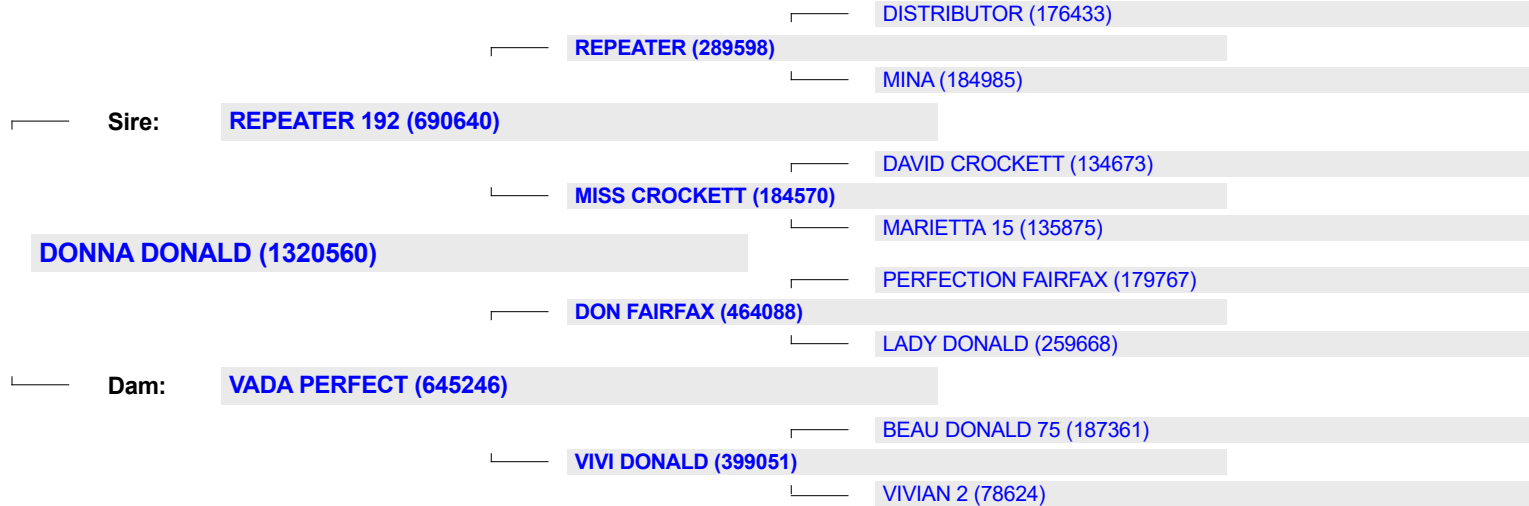 DISTRIBUTOR (176433)
REPEATER (289598)
MINA (184985)
Sire: REPEATER 192 (690640)
DAVID CROCKETT (134673)
MISS CROCKETT (184570)
MARIETTA 15 (135875)
DONNA DONALD (1320560)
PERFECTION FAIRFAX (179767)
DON FAIRFAX (464088)
LADY DONALD (259668)
Dam: VADA PERFECT (645246)
BEAU DONALD 75 (187361)
VIVI DONALD (399051)
VIVIAN 2 (78624)